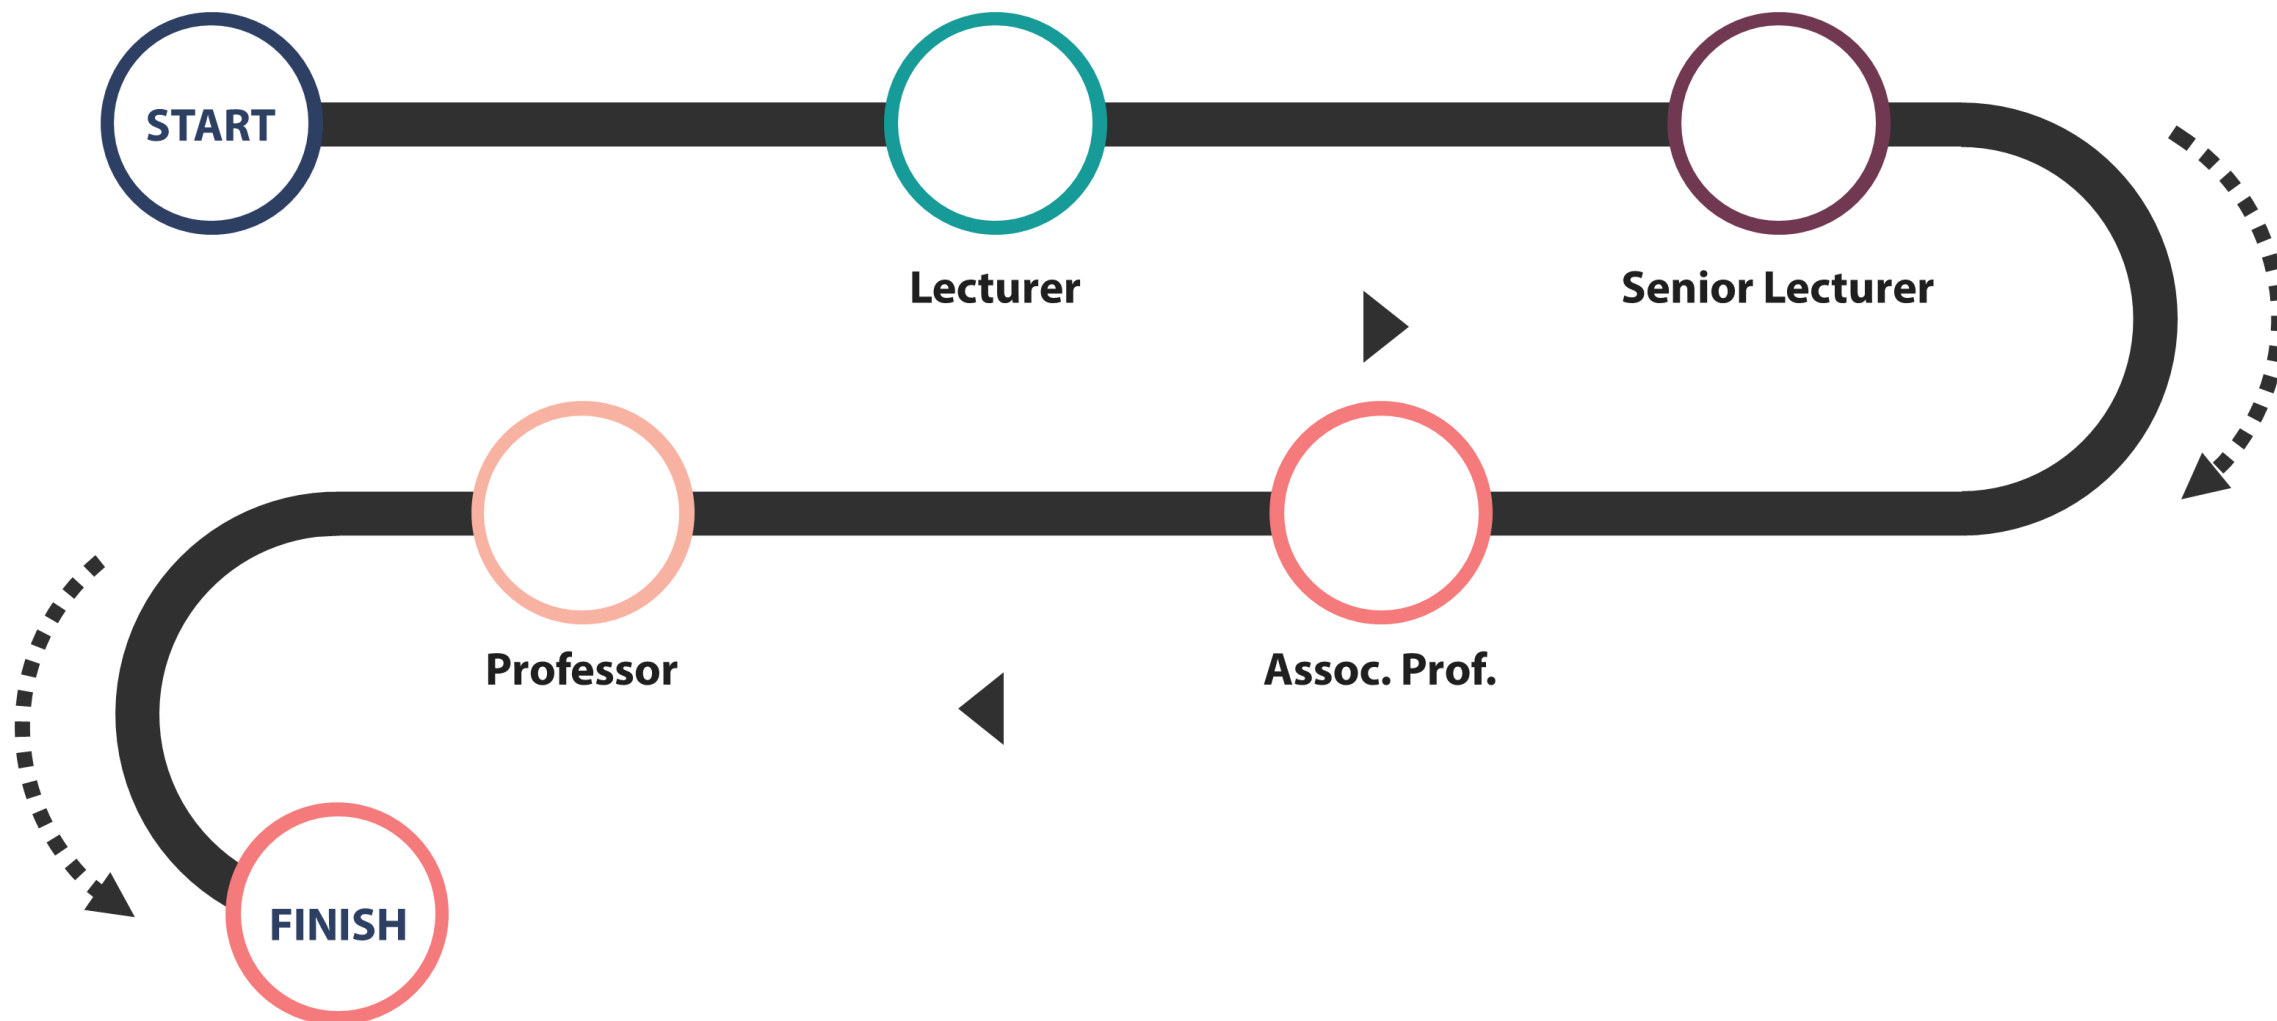 START
Lecturer
Senior Lecturer
Assoc. Prof.
Professor
FINISH